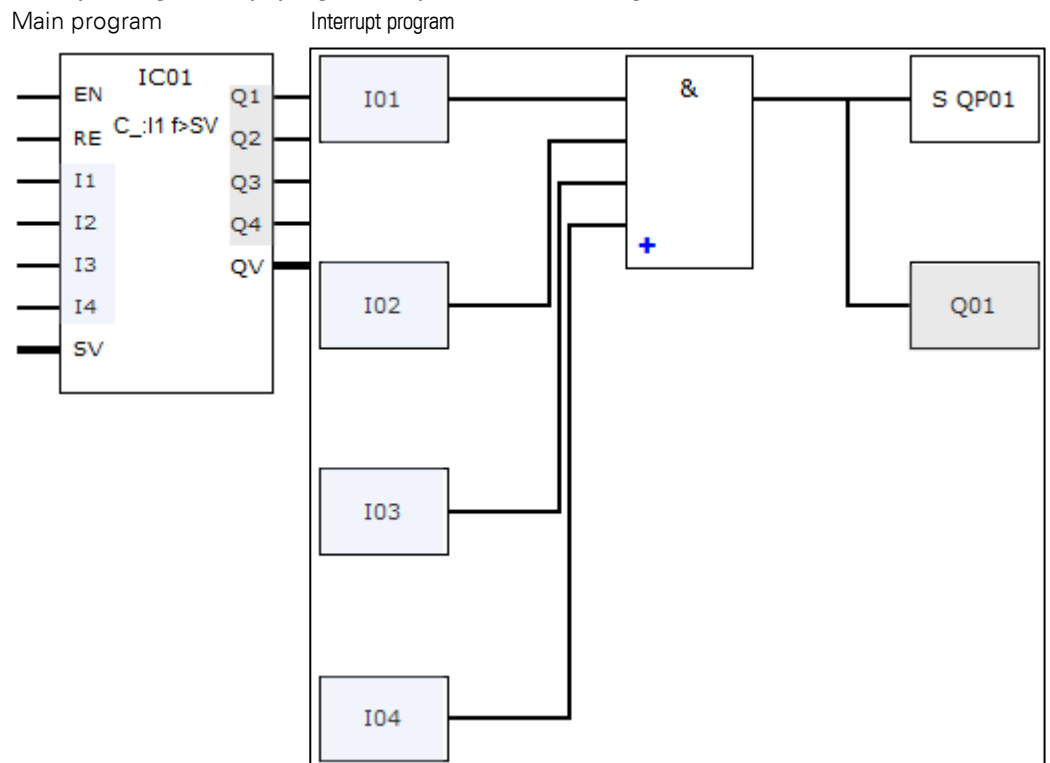 Main program
Interrupt program
IC01
C_:I1 f>SV
EN
RE
I1
I2
I3
I4
SV
Q1
Q2
Q3
Q4
QV
I01
I02
I03
I04
&
+
S QP01
Q01